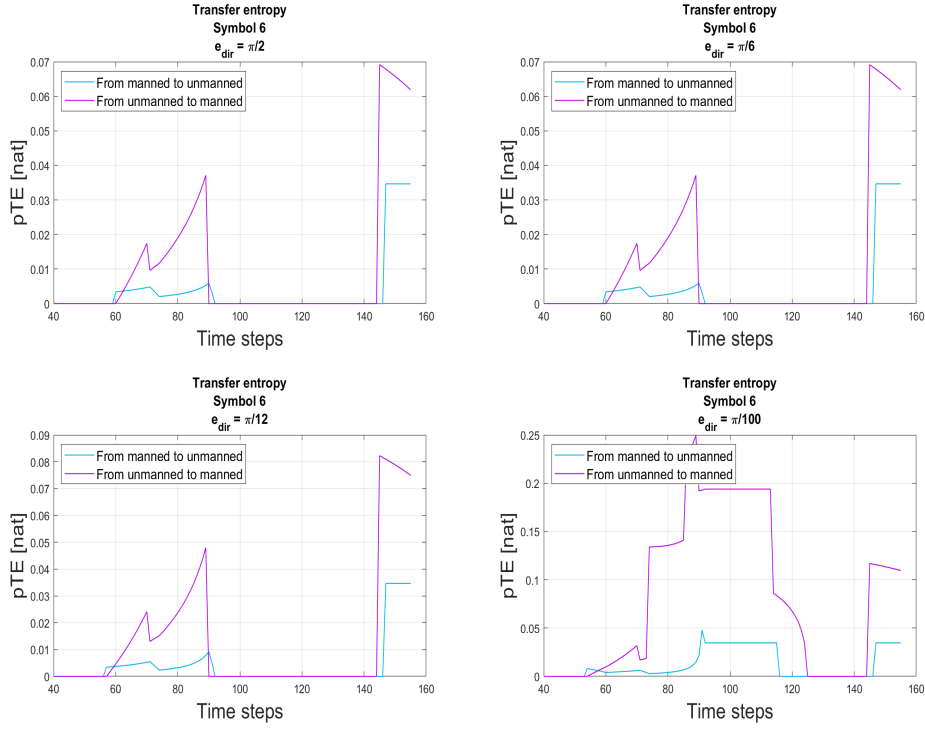 Transfer entropy
Symbol 6
e_dir = π/2
From manned to unmanned
From unmanned to manned
pTE [nat]
0.07
0.06
0.05
0.04
0.03
0.02
0.01
0
40 60 80 100 120 140 160
Time steps
Transfer entropy
Symbol 6
e_dir = π/6
From manned to unmanned
From unmanned to manned
pTE [nat]
0.07
0.06
0.05
0.04
0.03
0.02
0.01
0
40 60 80 100 120 140 160
Time steps
Transfer entropy
Symbol 6
e_dir = π/12
From manned to unmanned
From unmanned to manned
pTE [nat]
0.09
0.08
0.07
0.06
0.05
0.04
0.03
0.02
0.01
0
40 60 80 100 120 140 160
Time steps
Transfer entropy
Symbol 6
e_dir = π/100
From manned to unmanned
From unmanned to manned
pTE [nat]
0.25
0.2
0.15
0.1
0.05
0
40 60 80 100 120 140 160
Time steps